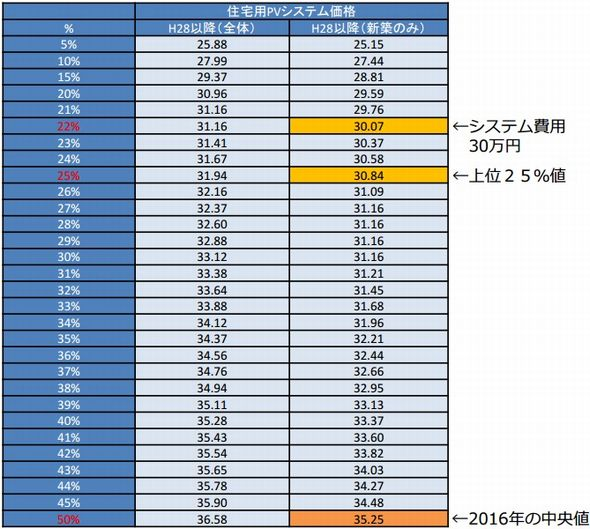 住宅用PVシステム価格
% H28以降（全体） H28以降（新築のみ）
5% 25.88 25.15
10% 27.99 27.44
15% 29.37 28.81
20% 30.96 29.59
21% 31.16 29.76
22% 31.16 30.07 ←システム費用
30万円
23% 31.41 30.37
24% 31.67 30.58
25% 31.94 30.84 ←上位２５％値
26% 32.16 31.09
27% 32.37 31.16
28% 32.60 31.16
29% 32.88 31.16
30% 33.12 31.16
31% 33.38 31.21
32% 33.64 31.45
33% 33.88 31.68
34% 34.12 31.96
35% 34.37 32.21
36% 34.56 32.44
37% 34.76 32.66
38% 34.94 32.95
39% 35.11 33.13
40% 35.28 33.37
41% 35.43 33.60
42% 35.54 33.82
43% 35.65 34.03
44% 35.78 34.27
45% 35.90 34.48
50% 36.58 35.25 ←2016年の中央値